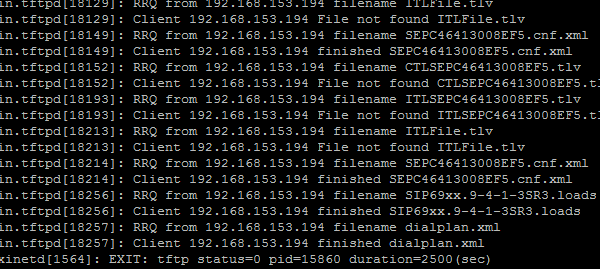 in.tftpd[18129]: RRQ from 192.168.153.194 filename ITLFile.tlv
in.tftpd[18129]: Client 192.168.153.194 File not found ITLFile.tlv
in.tftpd[18149]: RRQ from 192.168.153.194 filename SEPC46413008EF5.cnf.xml
in.tftpd[18149]: Client 192.168.153.194 finished SEPC46413008EF5.cnf.xml
in.tftpd[18152]: RRQ from 192.168.153.194 filename CTLSEPC46413008EF5.tlv
in.tftpd[18152]: Client 192.168.153.194 File not found CTLSEPC46413008EF5.tl
in.tftpd[18193]: RRQ from 192.168.153.194 filename ITLSEPC46413008EF5.tlv
in.tftpd[18193]: Client 192.168.153.194 File not found ITLSEPC46413008EF5.tl
in.tftpd[18213]: RRQ from 192.168.153.194 filename ITLFile.tlv
in.tftpd[18213]: Client 192.168.153.194 File not found ITLFile.tlv
in.tftpd[18214]: RRQ from 192.168.153.194 filename SEPC46413008EF5.cnf.xml
in.tftpd[18214]: Client 192.168.153.194 finished SEPC46413008EF5.cnf.xml
in.tftpd[18256]: RRQ from 192.168.153.194 filename SIP69xx.9-4-1-3SR3.loads
in.tftpd[18256]: Client 192.168.153.194 finished SIP69xx.9-4-1-3SR3.loads
in.tftpd[18257]: RRQ from 192.168.153.194 filename dialplan.xml
in.tftpd[18257]: Client 192.168.153.194 finished dialplan.xml
xinetd[1564]: EXIT: tftp status=0 pid=15860 duration=2500(sec)